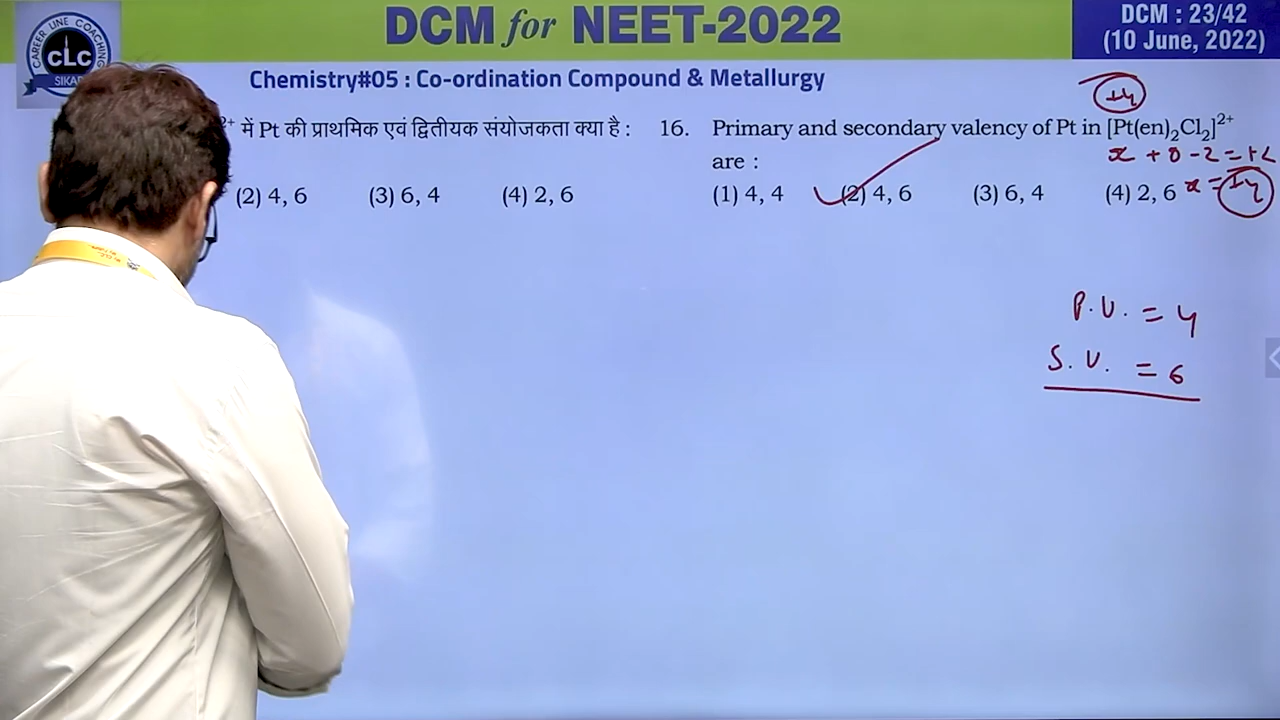 DCM for NEET-2022
DCM : 23/42
(10 June, 2022)
CAREER LINE COACHING
CLC
SIKAR
Chemistry#05 : Co-ordination Compound & Metallurgy
+4
2+ में Pt की प्राथमिक एवं द्वितीयक संयोजकता क्या है :
(2) 4, 6 (3) 6, 4 (4) 2, 6
16. Primary and secondary valency of Pt in [Pt(en)₂Cl₂]²⁺
are :
x + 0 - 2 = +2
(1) 4, 4 (2) 4, 6 (3) 6, 4 (4) 2, 6
x = +4
P.V. = 4
S.V. = 6